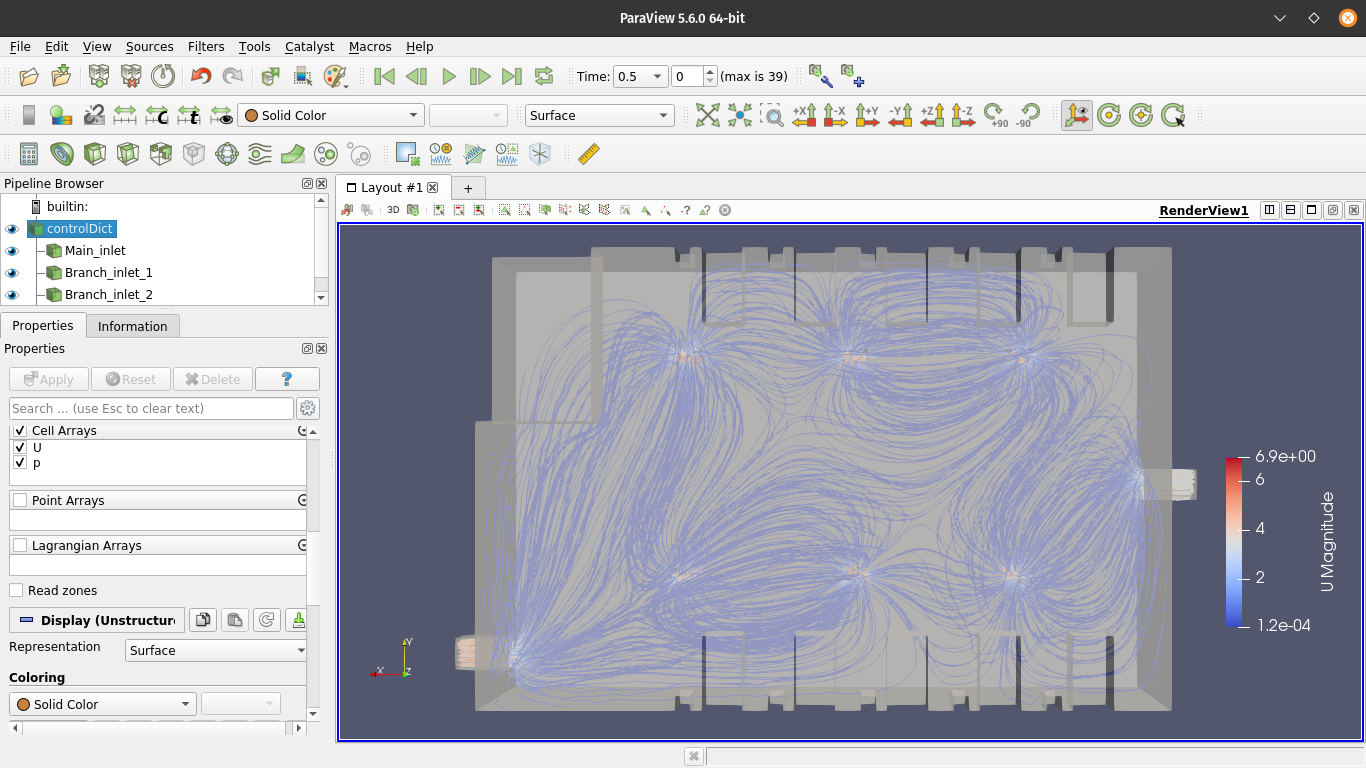 ParaView 5.6.0 64-bit
File Edit View Sources Filters Tools Catalyst Macros Help
Time: 0.5 0 (max is 39)
Solid Color Surface +X -X +Y -Y +Z -Z +90 -90
Pipeline Browser
builtin:
controlDict
Main_inlet
Branch_inlet_1
Branch_inlet_2
Properties Information
Properties
Apply Reset Delete ?
Search ... (use Esc to clear text)
Cell Arrays
U
p
Point Arrays
Lagrangian Arrays
Read zones
Display (Unstructur
Representation Surface
Coloring
Solid Color
Layout #1 +
3D RenderView1
6.9e+00
6
4
2
1.2e-04
U Magnitude
Y
X
Z